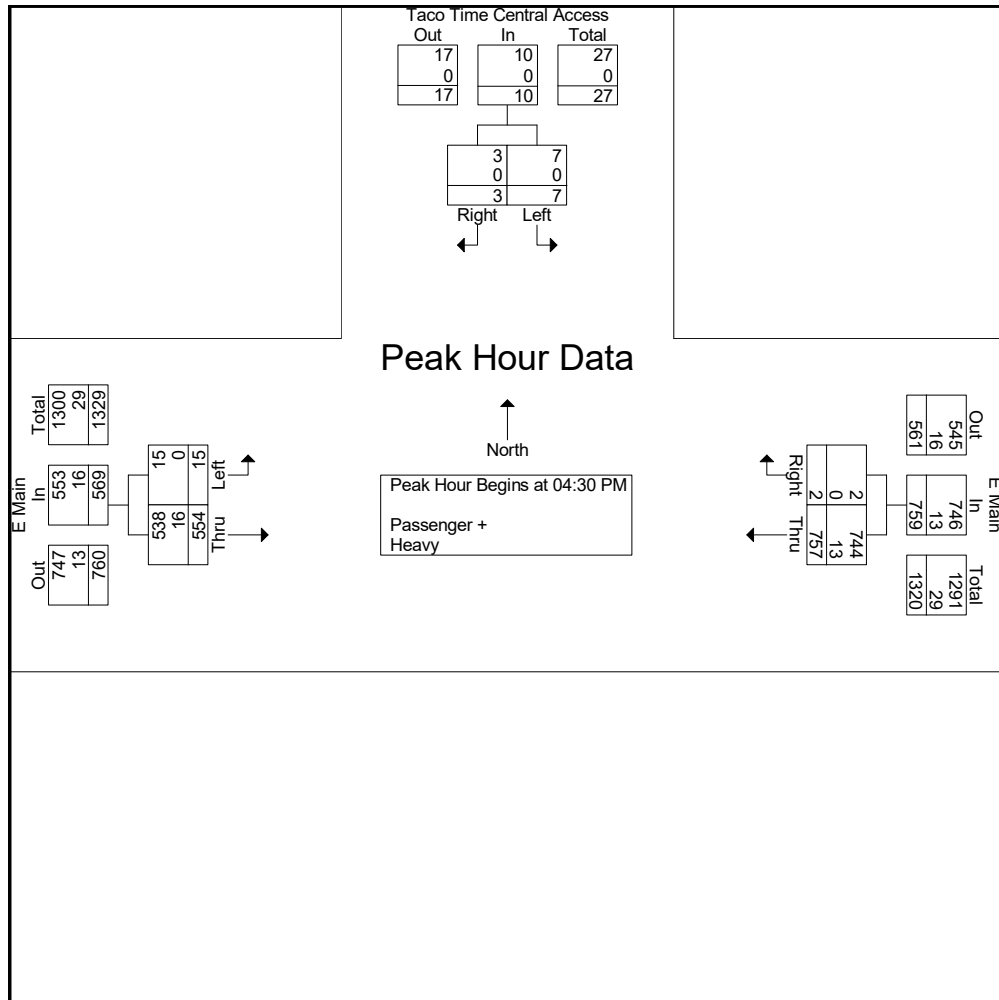 Taco Time Central Access
Out In Total
17 10 27
0 0 0
17 10 27
3 7
0 0
3 7
Right Left
Peak Hour Data
North
Peak Hour Begins at 04:30 PM
Passenger +
Heavy
E Main
Out In Total
747 553 1300
13 16 29
760 569 1329
538 15
16 0
554 15
Thru Left
E Main
Out In Total
545 746 1291
16 13 29
561 759 1320
2 744
0 13
2 757
Right Thru